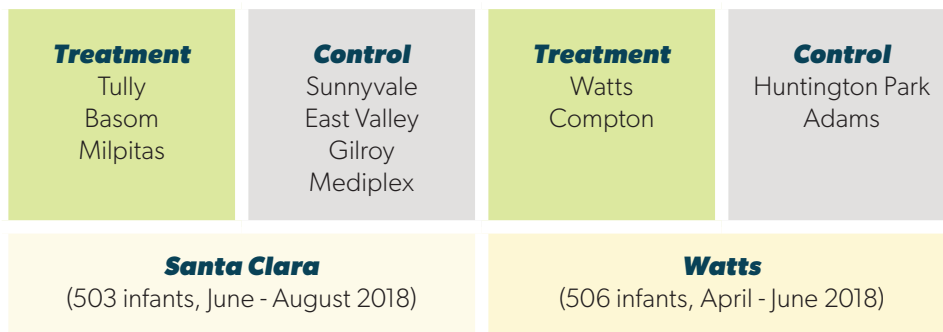 Treatment
Tully
Basom
Milpitas
Control
Sunnyvale
East Valley
Gilroy
Mediplex
Treatment
Watts
Compton
Control
Huntington Park
Adams
Santa Clara
(503 infants, June - August 2018)
Watts
(506 infants, April - June 2018)